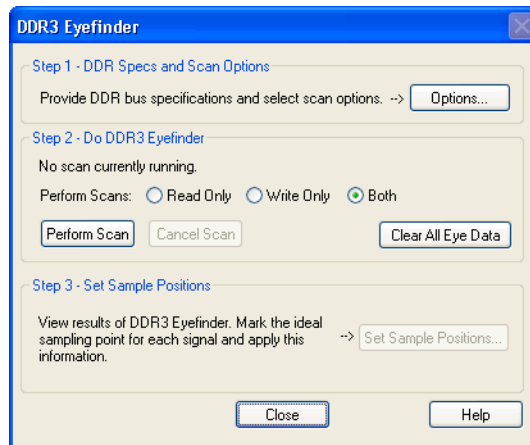 DDR3 Eyefinder
Step 1 - DDR Specs and Scan Options
Provide DDR bus specifications and select scan options. --> Options...
Step 2 - Do DDR3 Eyefinder
No scan currently running.
Perform Scans: Read Only Write Only Both
Perform Scan Cancel Scan Clear All Eye Data
Step 3 - Set Sample Positions
View results of DDR3 Eyefinder. Mark the ideal
sampling point for each signal and apply this
information.
--> Set Sample Positions...
Close Help